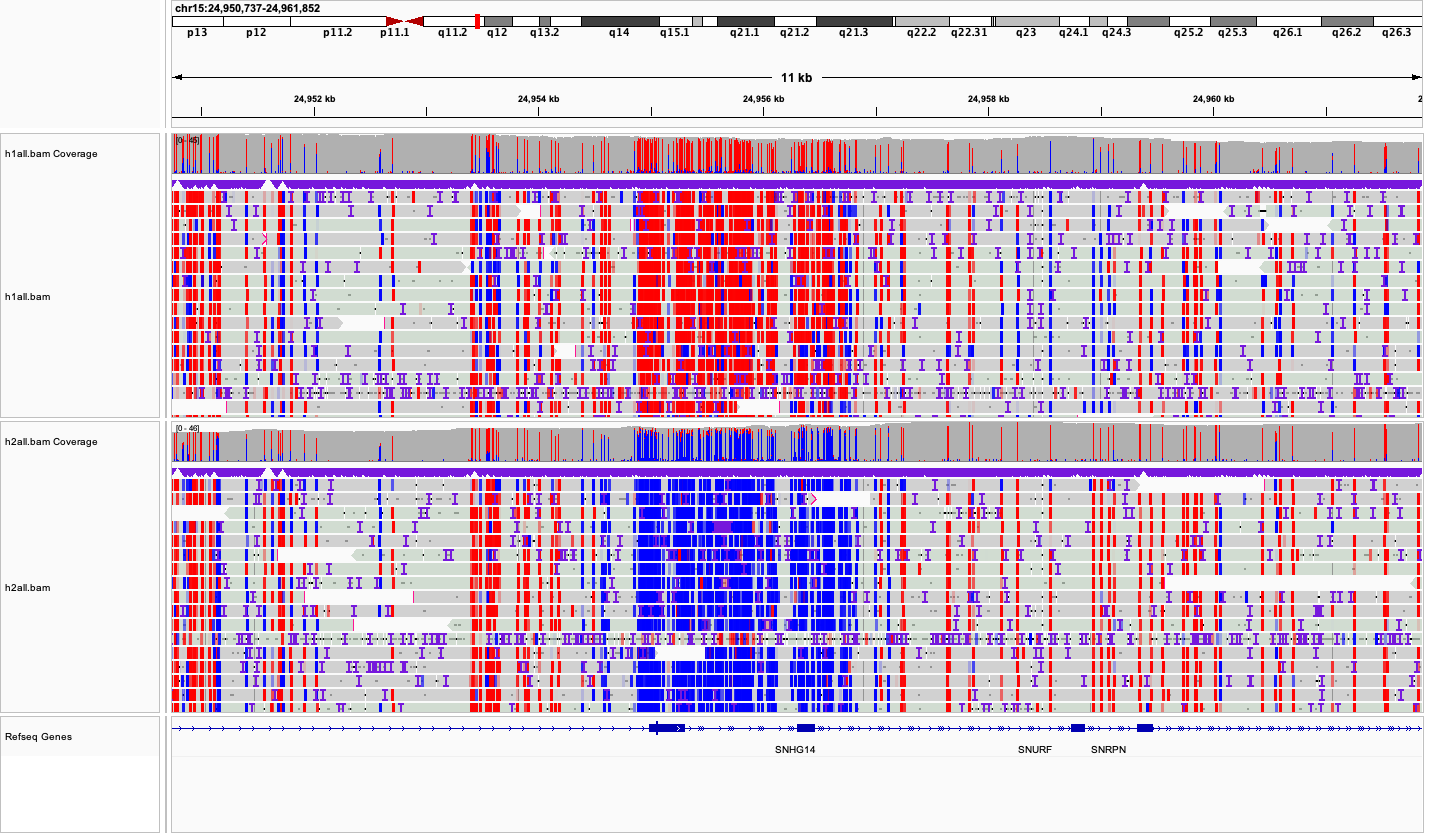 chr15:24,950,737-24,961,852
p13 p12 p11.2 p11.1 q11.2 q12 q13.2 q14 q15.1 q21.1 q21.2 q21.3 q22.2 q22.31 q23 q24.1 q24.3 q25.2 q25.3 q26.1 q26.2 q26.3
11 kb
24,952 kb 24,954 kb 24,956 kb 24,958 kb 24,960 kb 2
h1all.bam Coverage
[0 - 45]
h1all.bam
h2all.bam Coverage
[0 - 46]
h2all.bam
Refseq Genes
SNHG14 SNURF SNRPN